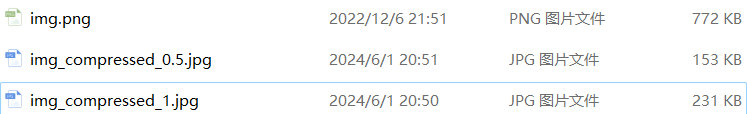 img.png 2022/12/6 21:51 PNG 图片文件 772 KB
img_compressed_0.5.jpg 2024/6/1 20:51 JPG 图片文件 153 KB
img_compressed_1.jpg 2024/6/1 20:50 JPG 图片文件 231 KB